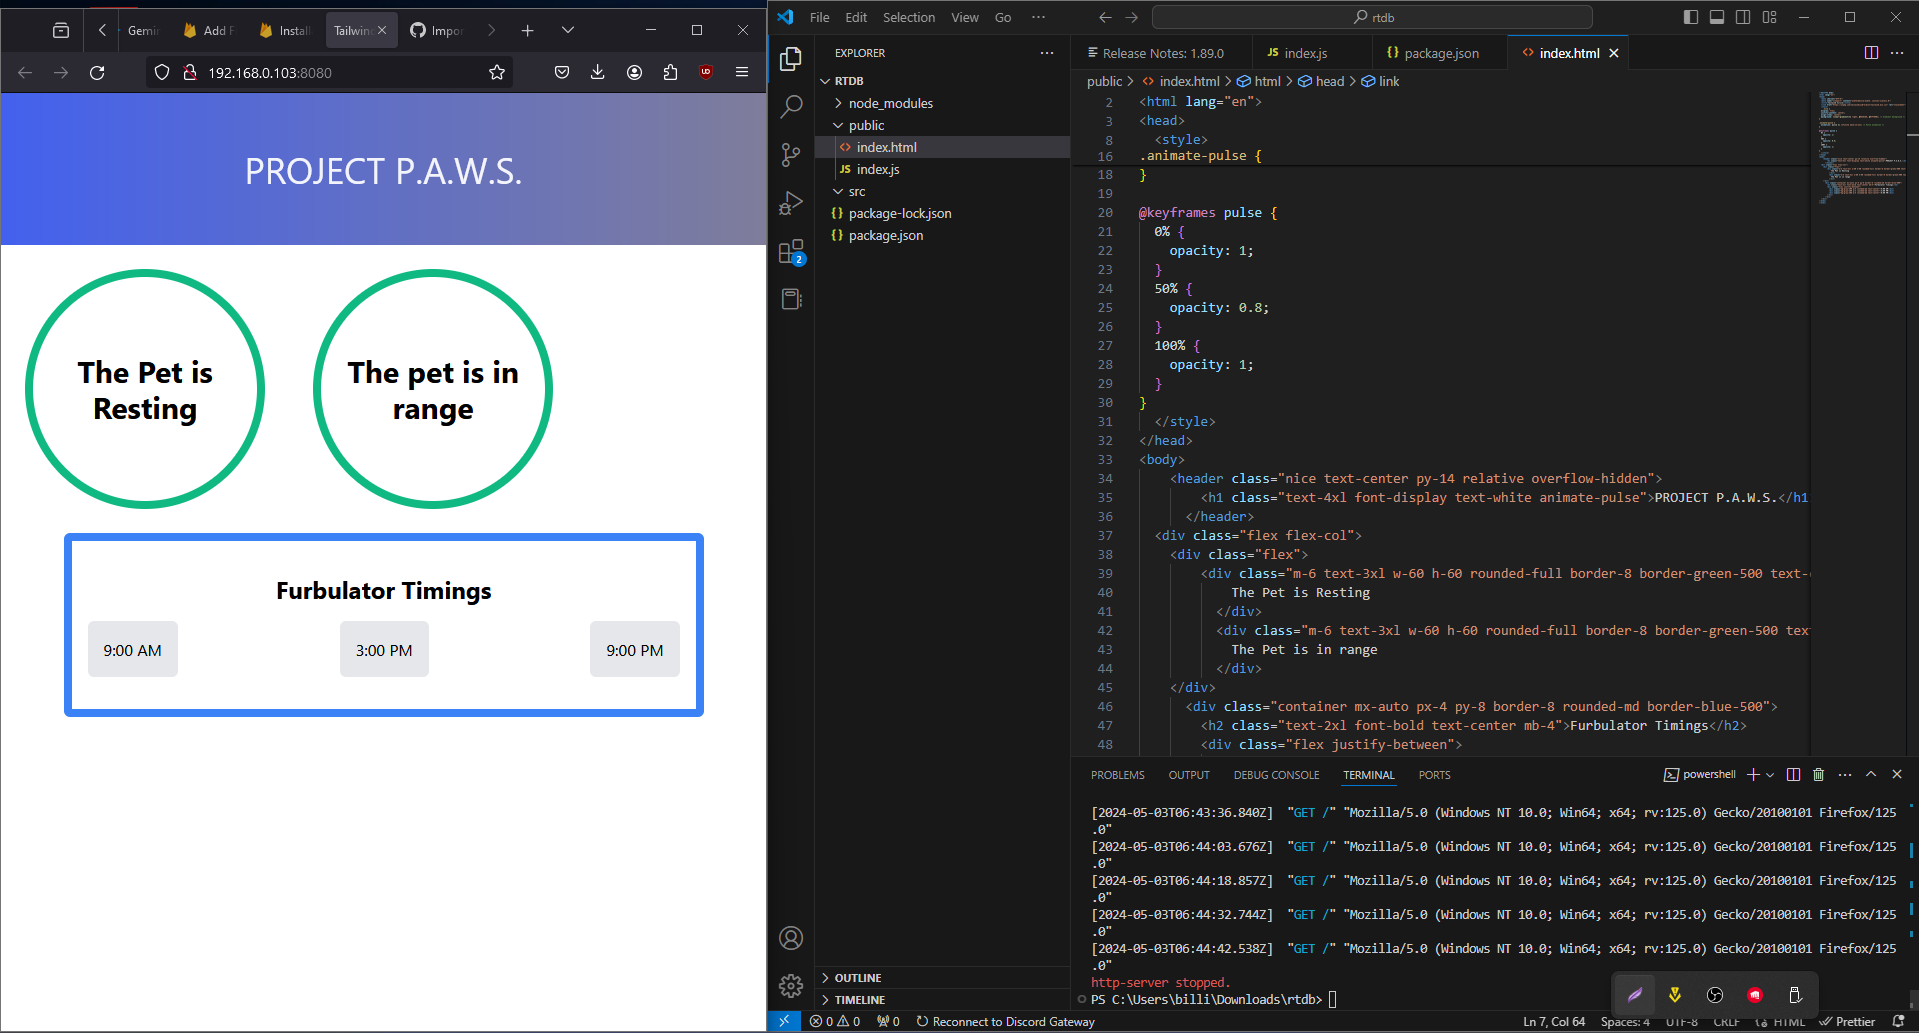 Gemi
Add F
Instal
Tailwin
Impor
192.168.0.103:8080
PROJECT P.A.W.S.
The Pet is
Resting
The pet is in
range
Furbulator Timings
9:00 AM
3:00 PM
9:00 PM
File Edit Selection View Go ···
rtdb
EXPLORER
RTDB
node_modules
public
<> index.html
JS index.js
src
{} package-lock.json
{} package.json
2
OUTLINE
TIMELINE
Release Notes: 1.89.0
JS index.js
{} package.json
<> index.html
public > <> index.html > html > head > link
2 <html lang="en">
3 <head>
8 <style>
16 .animate-pulse {
18 }
19
20 @keyframes pulse {
21 0% {
22 opacity: 1;
23 }
24 50% {
25 opacity: 0.8;
26 }
27 100% {
28 opacity: 1;
29 }
30 }
31 </style>
32 </head>
33 <body>
34 <header class="nice text-center py-14 relative overflow-hidden">
35 <h1 class="text-4xl font-display text-white animate-pulse">PROJECT P.A.W.S.</h1
36 </header>
37 <div class="flex flex-col">
38 <div class="flex">
39 <div class="m-6 text-3xl w-60 h-60 rounded-full border-8 border-green-500 text-
40 The Pet is Resting
41 </div>
42 <div class="m-6 text-3xl w-60 h-60 rounded-full border-8 border-green-500 tex
43 The Pet is in range
44 </div>
45 </div>
46 <div class="container mx-auto px-4 py-8 border-8 rounded-md border-blue-500">
47 <h2 class="text-2xl font-bold text-center mb-4">Furbulator Timings</h2>
48 <div class="flex justify-between">
PROBLEMS OUTPUT DEBUG CONSOLE TERMINAL PORTS
powershell
[2024-05-03T06:43:36.840Z] "GET /" "Mozilla/5.0 (Windows NT 10.0; Win64; x64; rv:125.0) Gecko/20100101 Firefox/125
.0"
[2024-05-03T06:44:03.676Z] "GET /" "Mozilla/5.0 (Windows NT 10.0; Win64; x64; rv:125.0) Gecko/20100101 Firefox/125
.0"
[2024-05-03T06:44:18.857Z] "GET /" "Mozilla/5.0 (Windows NT 10.0; Win64; x64; rv:125.0) Gecko/20100101 Firefox/125
.0"
[2024-05-03T06:44:32.744Z] "GET /" "Mozilla/5.0 (Windows NT 10.0; Win64; x64; rv:125.0) Gecko/20100101 Firefox/125
.0"
[2024-05-03T06:44:42.538Z] "GET /" "Mozilla/5.0 (Windows NT 10.0; Win64; x64; rv:125.0) Gecko/20100101 Firefox/125
.0"
http-server stopped.
PS C:\Users\billi\Downloads\rtdb>
0 0 0 Reconnect to Discord Gateway
Ln 7, Col 64 Spaces: 4 UTF-8 CRLF HTML Prettier